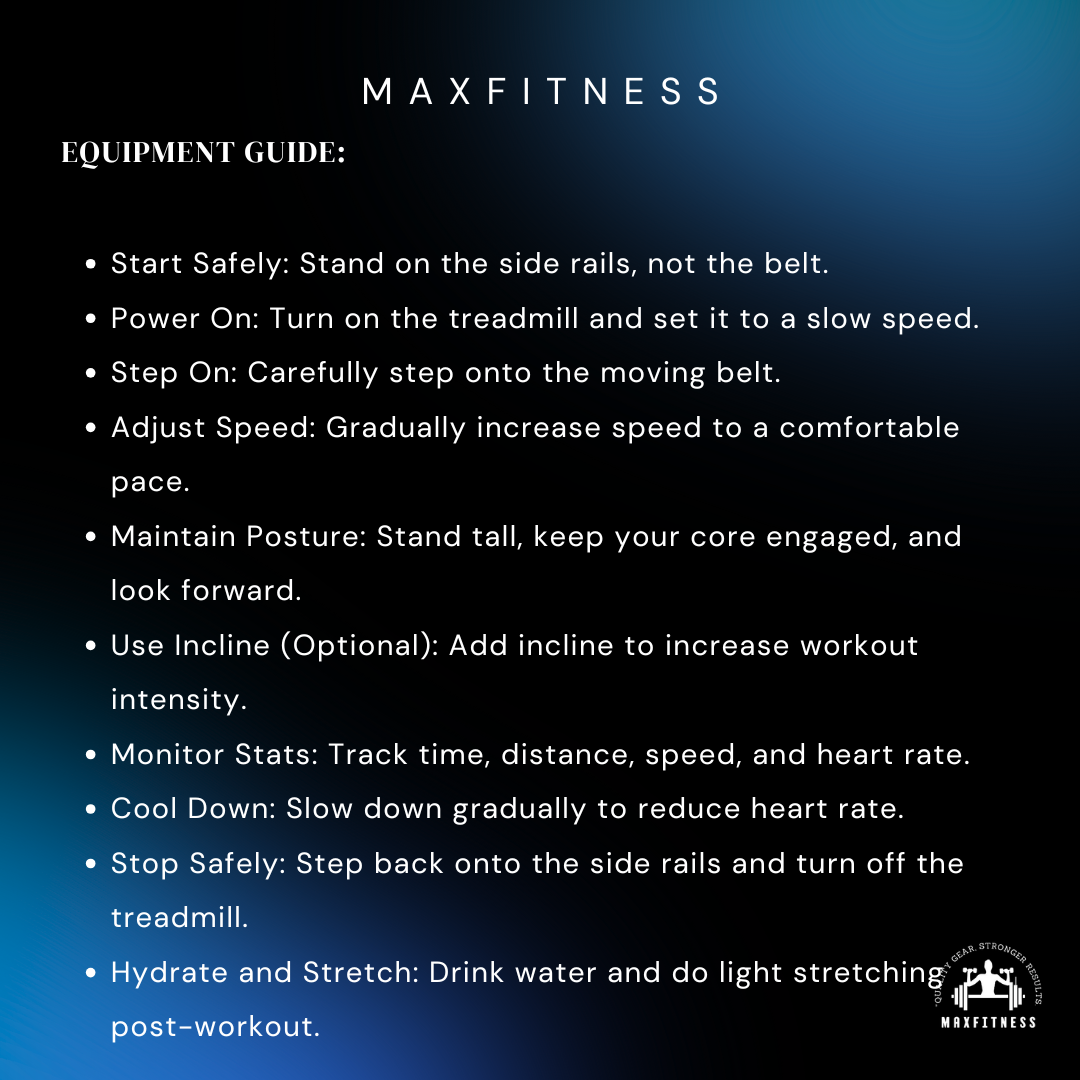 MAXFITNESS
EQUIPMENT GUIDE:
• Start Safely: Stand on the side rails, not the belt.
• Power On: Turn on the treadmill and set it to a slow speed.
• Step On: Carefully step onto the moving belt.
• Adjust Speed: Gradually increase speed to a comfortable
pace.
• Maintain Posture: Stand tall, keep your core engaged, and
look forward.
• Use Incline (Optional): Add incline to increase workout
intensity.
• Monitor Stats: Track time, distance, speed, and heart rate.
• Cool Down: Slow down gradually to reduce heart rate.
• Stop Safely: Step back onto the side rails and turn off the
treadmill.
• Hydrate and Stretch: Drink water and do light stretching
post-workout.
"QUALITY GEAR, STRONGER RESULTS
MAXFITNESS